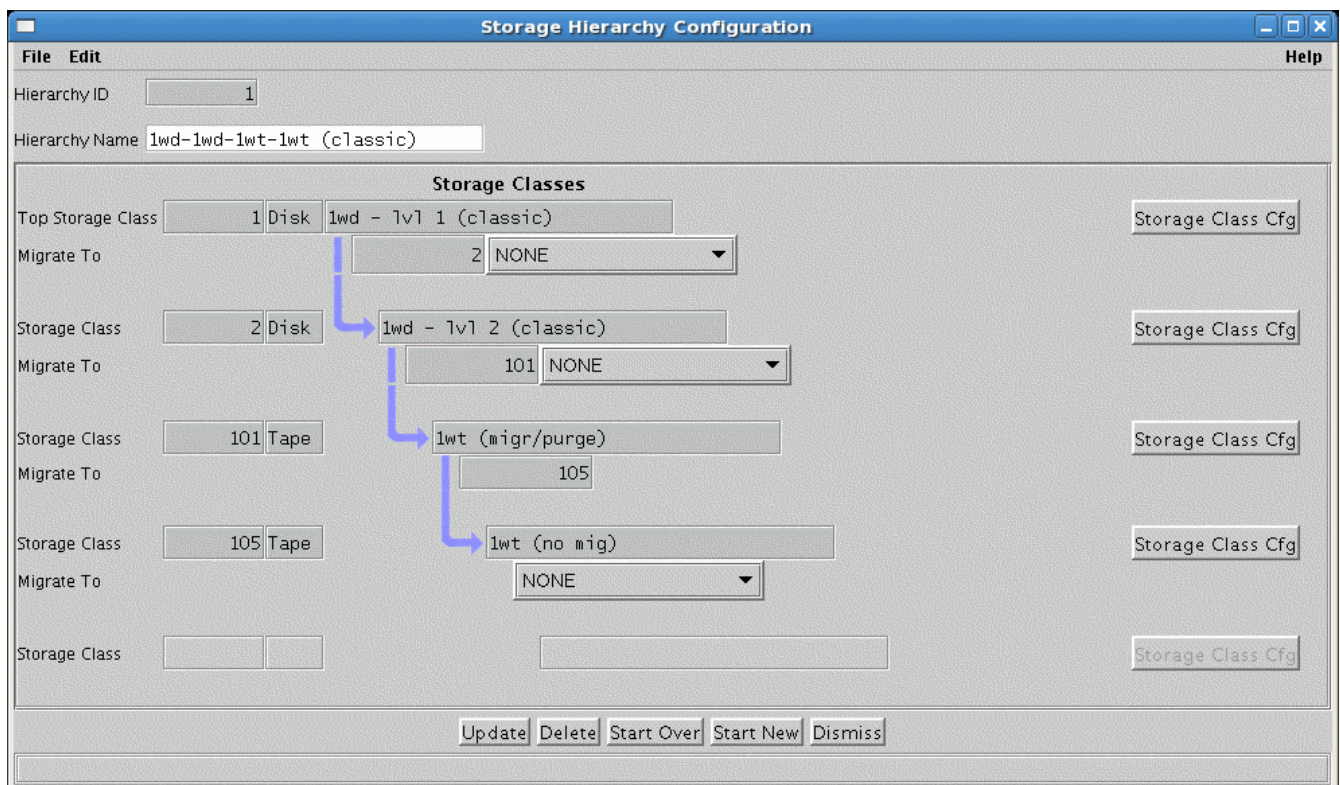 Storage Hierarchy Configuration
File Edit Help
Hierarchy ID 1
Hierarchy Name 1wd-1wd-1wt-1wt (classic)
Storage Classes
Top Storage Class 1 Disk 1wd - lvl 1 (classic) Storage Class Cfg
Migrate To 2 NONE
Storage Class 2 Disk 1wd - lvl 2 (classic) Storage Class Cfg
Migrate To 101 NONE
Storage Class 101 Tape 1wt (migr/purge) Storage Class Cfg
Migrate To 105
Storage Class 105 Tape 1wt (no mig) Storage Class Cfg
Migrate To NONE
Storage Class Storage Class Cfg
Update Delete Start Over Start New Dismiss